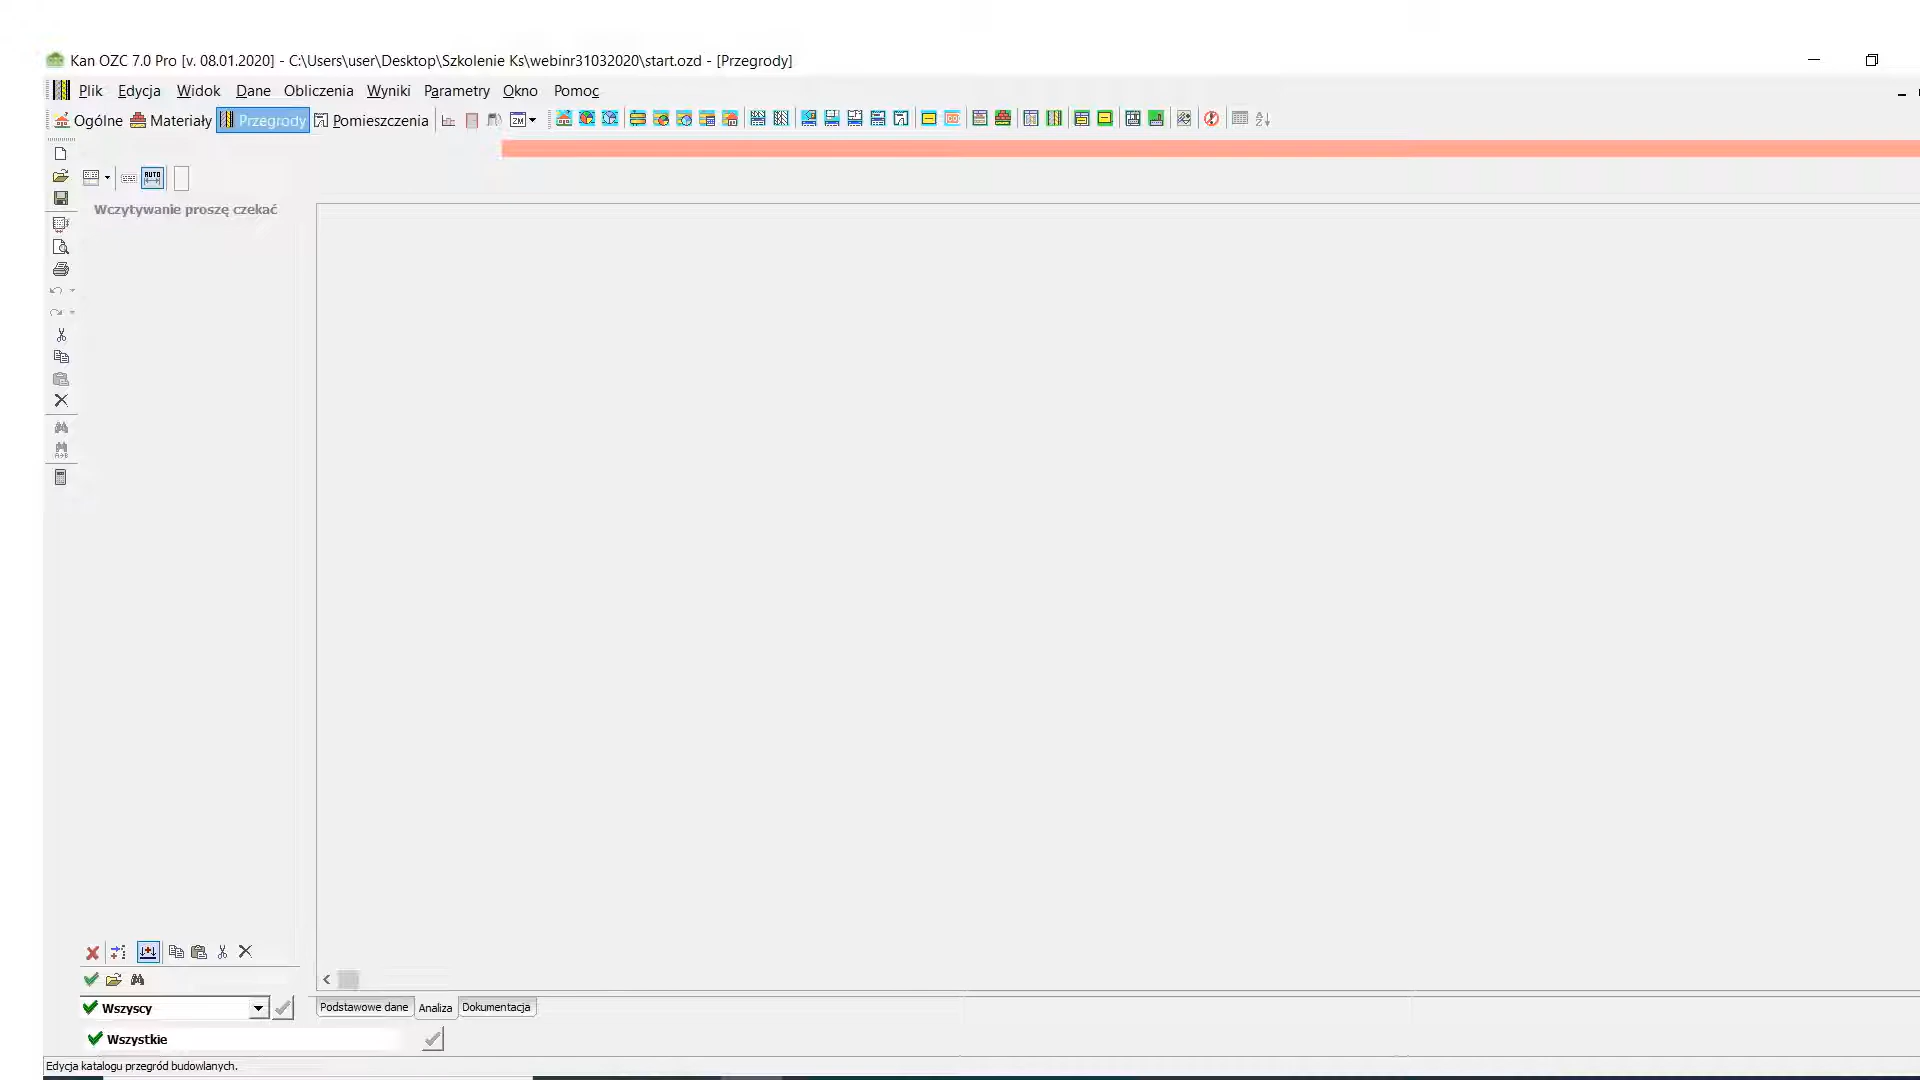 Kan OZC 7.0 Pro [v. 08.01.2020] - C:\Users\user\Desktop\Szkolenie Ks\webinr31032020\start.ozd - [Przegrody]
Plik Edycja Widok Dane Obliczenia Wyniki Parametry Okno Pomoc
Ogólne Materiały Przegrody Pomieszczenia ZM
AUTO
Wczytywanie proszę czekać
Wszyscy
Podstawowe dane Analiza Dokumentacja
Wszystkie
Edycja katalogu przegród budowlanych.